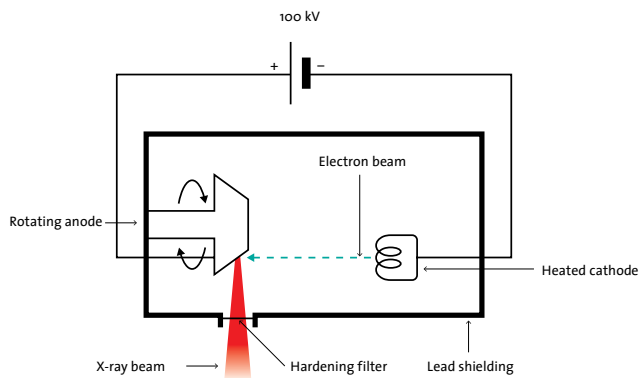 100 kV
+ −
Electron beam
Rotating anode
Heated cathode
X-ray beam
Hardening filter
Lead shielding